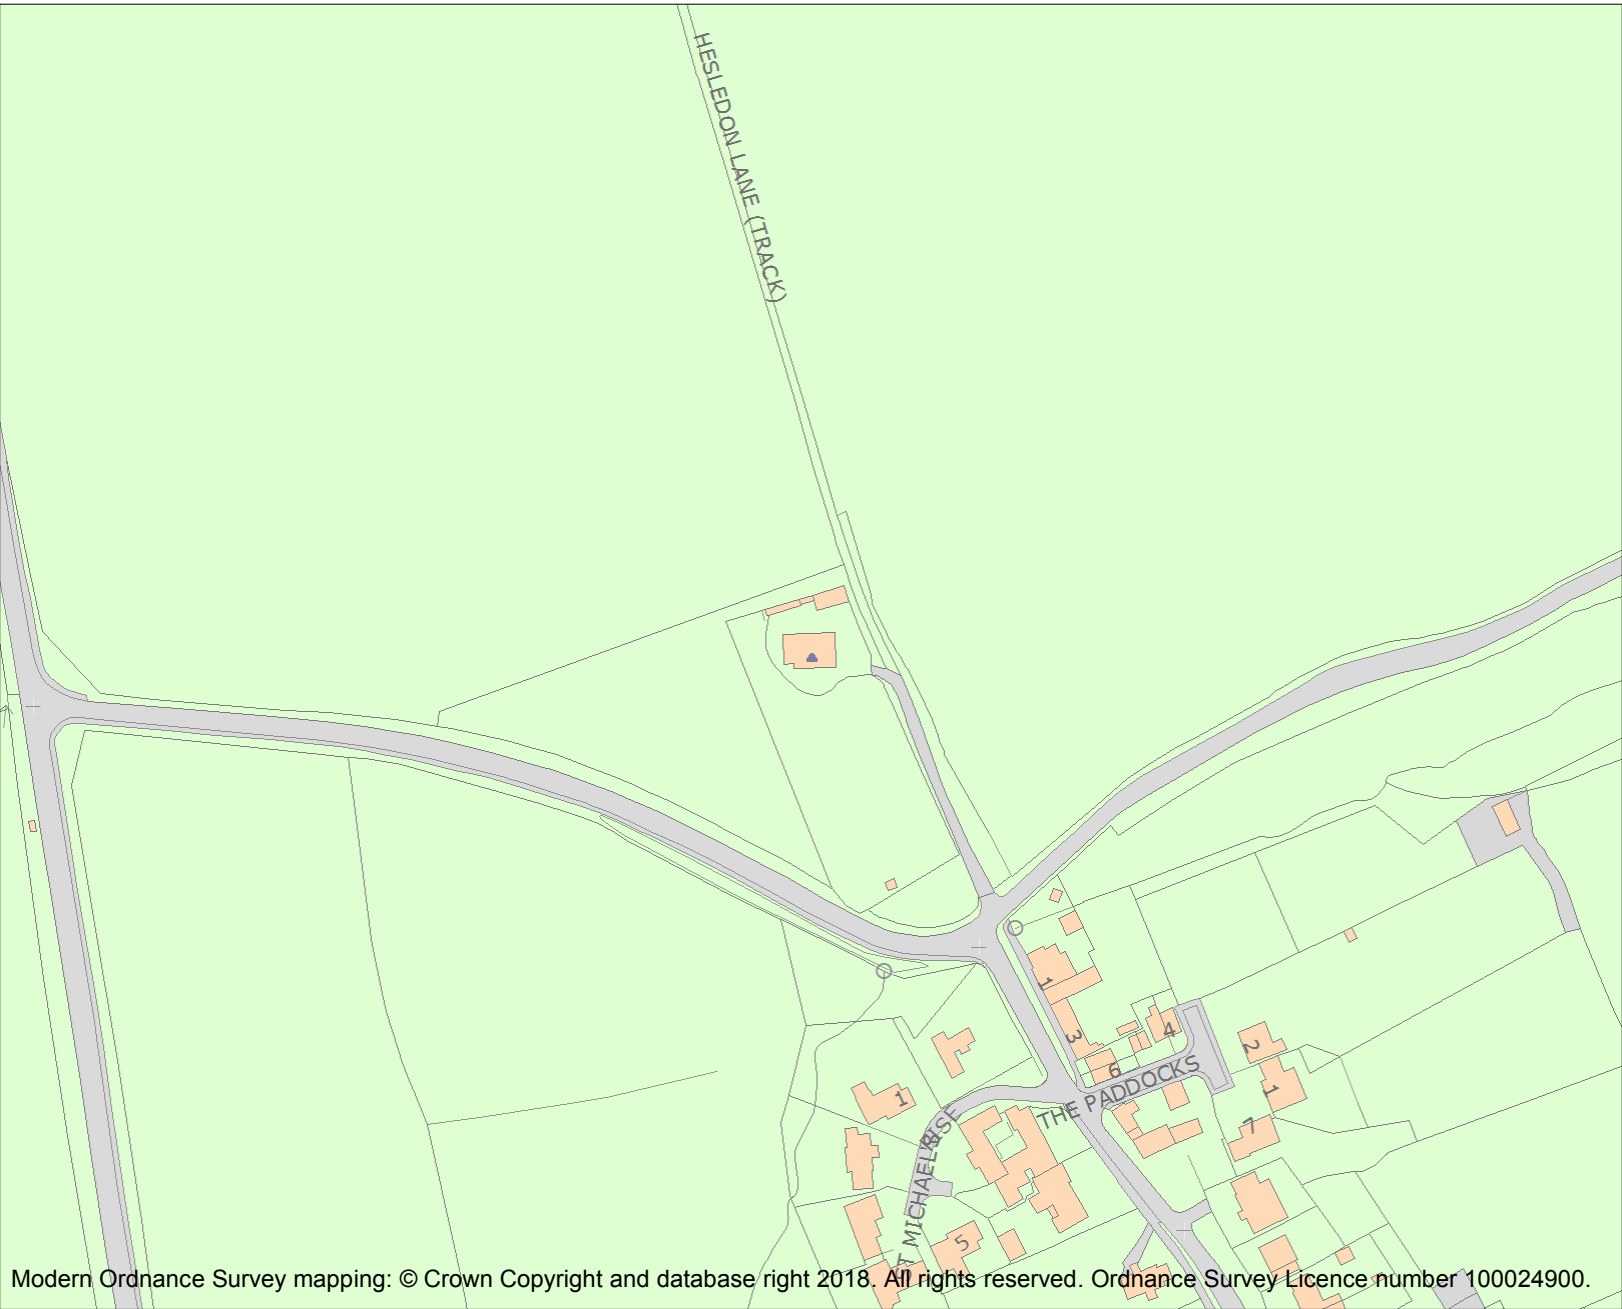 HESLEDON LANE (TRACK)
1
3
4
6
THE PADDOCKS
2
1
7
1
ST MICHAEL'S RISE
5
Modern Ordnance Survey mapping: © Crown Copyright and database right 2018. All rights reserved. Ordnance Survey Licence number 100024900.